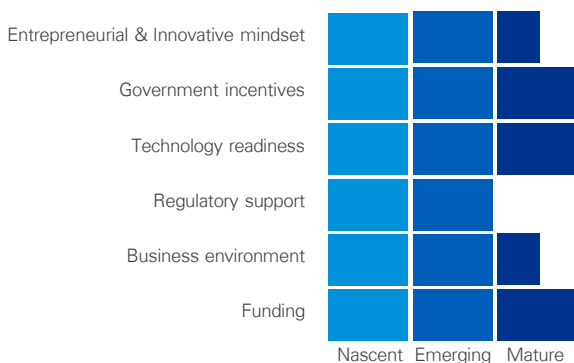 Entrepreneurial & Innovative mindset
Government incentives
Technology readiness
Regulatory support
Business environment
Funding
Nascent Emerging Mature